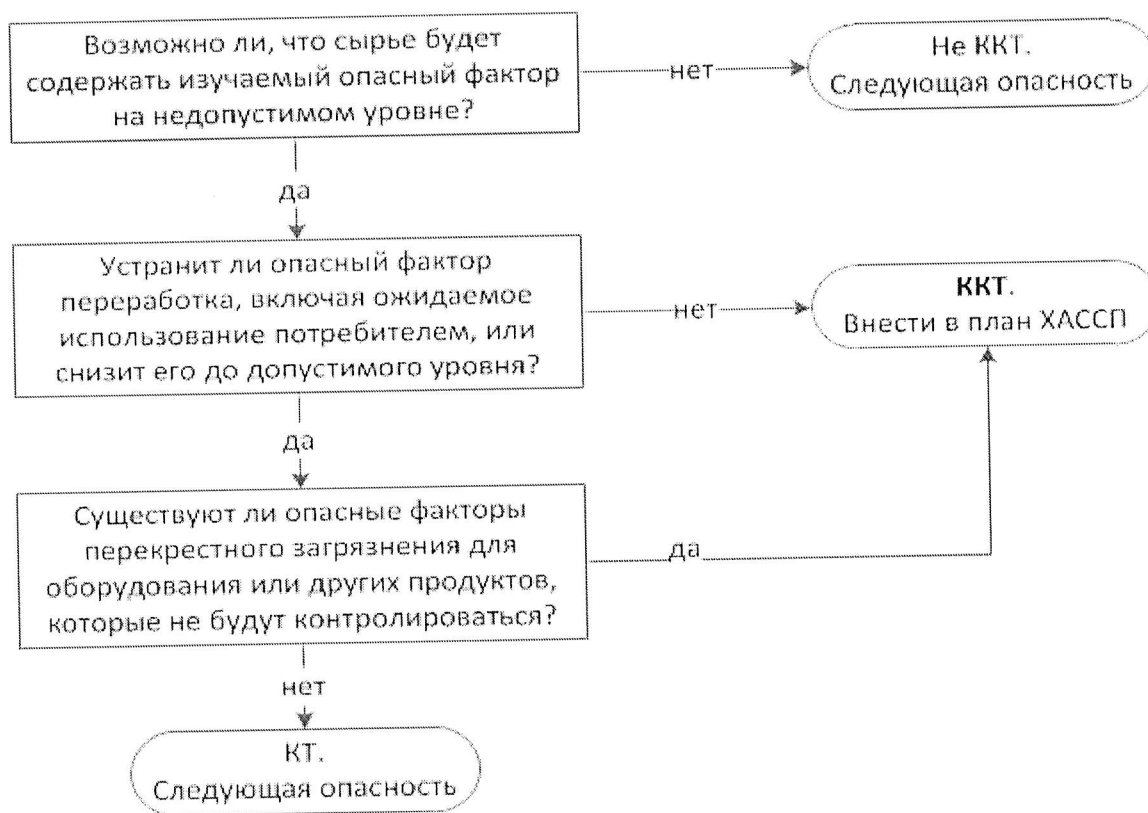 Возможно ли, что сырье будет
содержать изучаемый опасный фактор
на недопустимом уровне?
нет
Не ККТ.
Следующая опасность
да
Устранит ли опасный фактор
переработка, включая ожидаемое
использование потребителем, или
снизит его до допустимого уровня?
нет
ККТ.
Внести в план ХАССП
да
Существуют ли опасные факторы
перекрестного загрязнения для
оборудования или других продуктов,
которые не будут контролироваться?
да
нет
КТ.
Следующая опасность